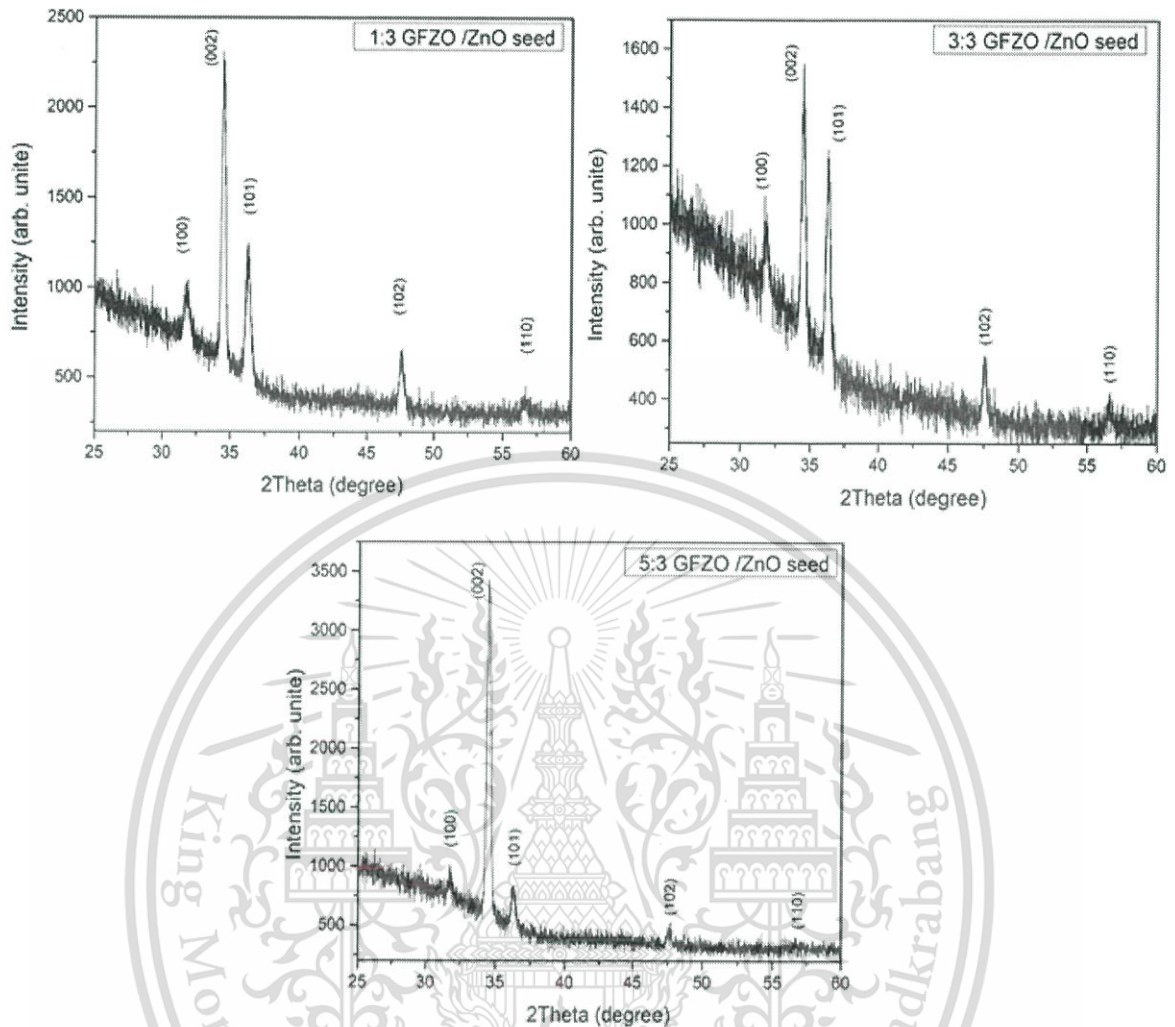 1:3 GFZO /ZnO seed
Intensity (arb. unite)
2500
2000
1500
1000
500
(100)
(002)
(101)
(102)
(110)
25 30 35 40 45 50 55 60
2Theta (degree)
3:3 GFZO /ZnO seed
Intensity (arb. unite)
1600
1400
1200
1000
800
600
400
(100)
(002)
(101)
(102)
(110)
25 30 35 40 45 50 55 60
2Theta (degree)
5:3 GFZO /ZnO seed
Intensity (arb. unite)
3500
3000
2500
2000
1500
1000
500
(100)
(002)
(101)
(102)
(110)
25 30 35 40 45 50 55 60
2Theta (degree)
King